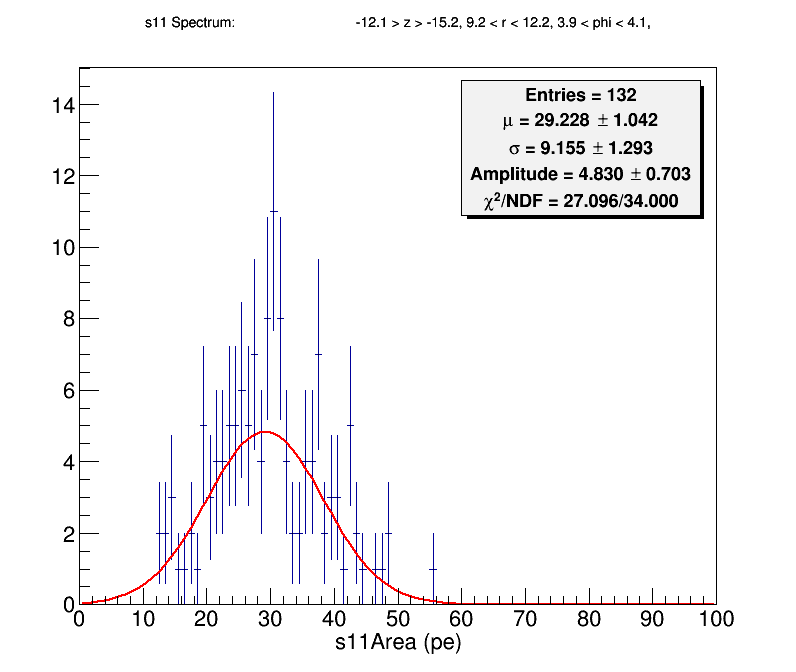 s11 Spectrum: -12.1 > z > -15.2, 9.2 < r < 12.2, 3.9 < phi < 4.1,
Entries = 132
μ = 29.228 ± 1.042
σ = 9.155 ± 1.293
Amplitude = 4.830 ± 0.703
χ²/NDF = 27.096/34.000
14
12
10
8
6
4
2
0
0 10 20 30 40 50 60 70 80 90 100
s11Area (pe)